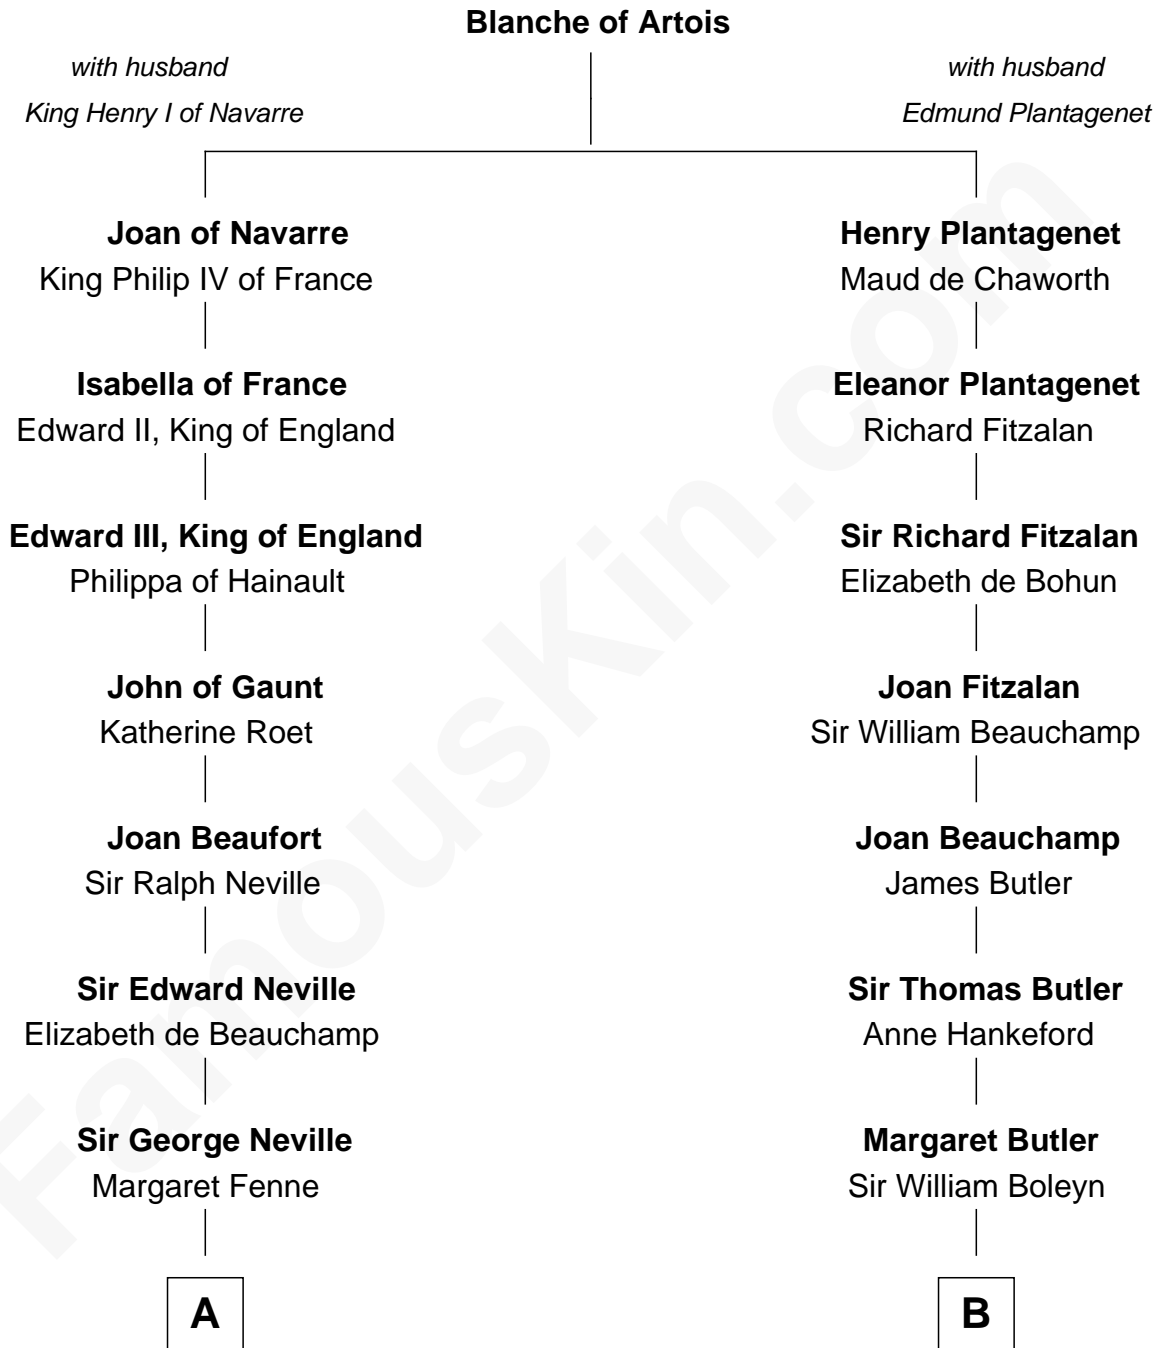 Blanche of Artois
with husband
King Henry I of Navarre
with husband
Edmund Plantagenet
Joan of Navarre
King Philip IV of France
Henry Plantagenet
Maud de Chaworth
Isabella of France
Edward II, King of England
Eleanor Plantagenet
Richard Fitzalan
Edward III, King of England
Philippa of Hainault
Sir Richard Fitzalan
Elizabeth de Bohun
John of Gaunt
Katherine Roet
Joan Fitzalan
Sir William Beauchamp
Joan Beaufort
Sir Ralph Neville
Joan Beauchamp
James Butler
Sir Edward Neville
Elizabeth de Beauchamp
Sir Thomas Butler
Anne Hankeford
Sir George Neville
Margaret Fenne
Margaret Butler
Sir William Boleyn
A
B
FamousKin.com